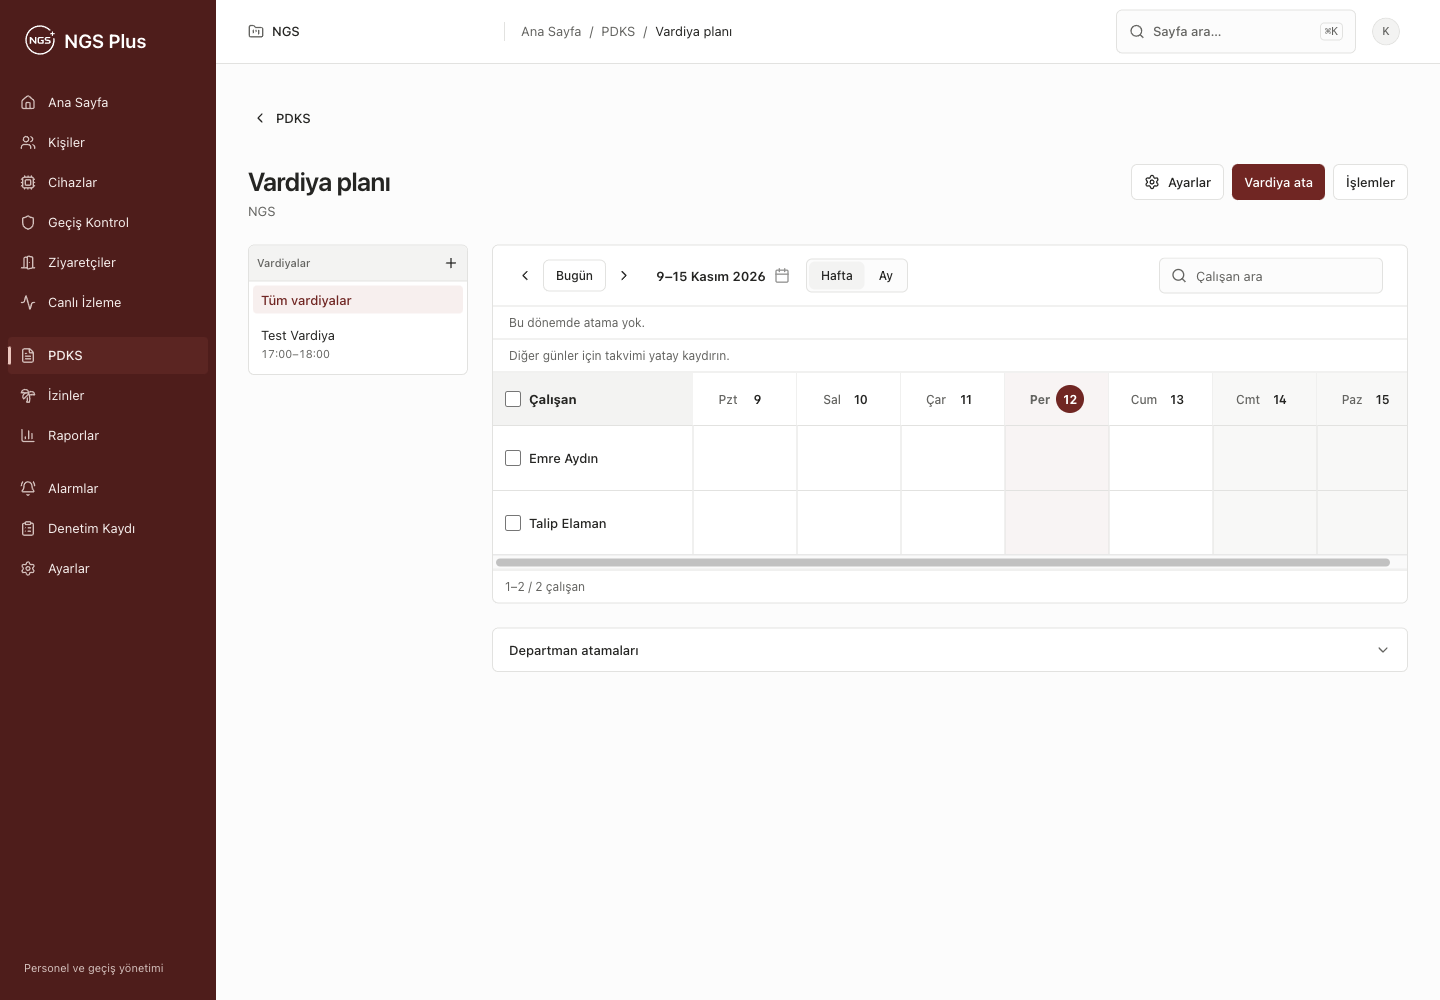 NGS+ NGS Plus
Ana Sayfa
Kişiler
Cihazlar
Geçiş Kontrol
Ziyaretçiler
Canlı İzleme
PDKS
İzinler
Raporlar
Alarmlar
Denetim Kaydı
Ayarlar
Personel ve geçiş yönetimi
NGS
Ana Sayfa / PDKS / Vardiya planı
Sayfa ara... ⌘K
K
PDKS
Vardiya planı
NGS
Ayarlar
Vardiya ata
İşlemler
Vardiyalar
Tüm vardiyalar
Test Vardiya
17:00–18:00
Bugün
9–15 Kasım 2026
Hafta Ay
Çalışan ara
Bu dönemde atama yok.
Diğer günler için takvimi yatay kaydırın.
Çalışan Pzt 9 Sal 10 Çar 11 Per 12 Cum 13 Cmt 14 Paz 15
Emre Aydın
Talip Elaman
1–2 / 2 çalışan
Departman atamaları